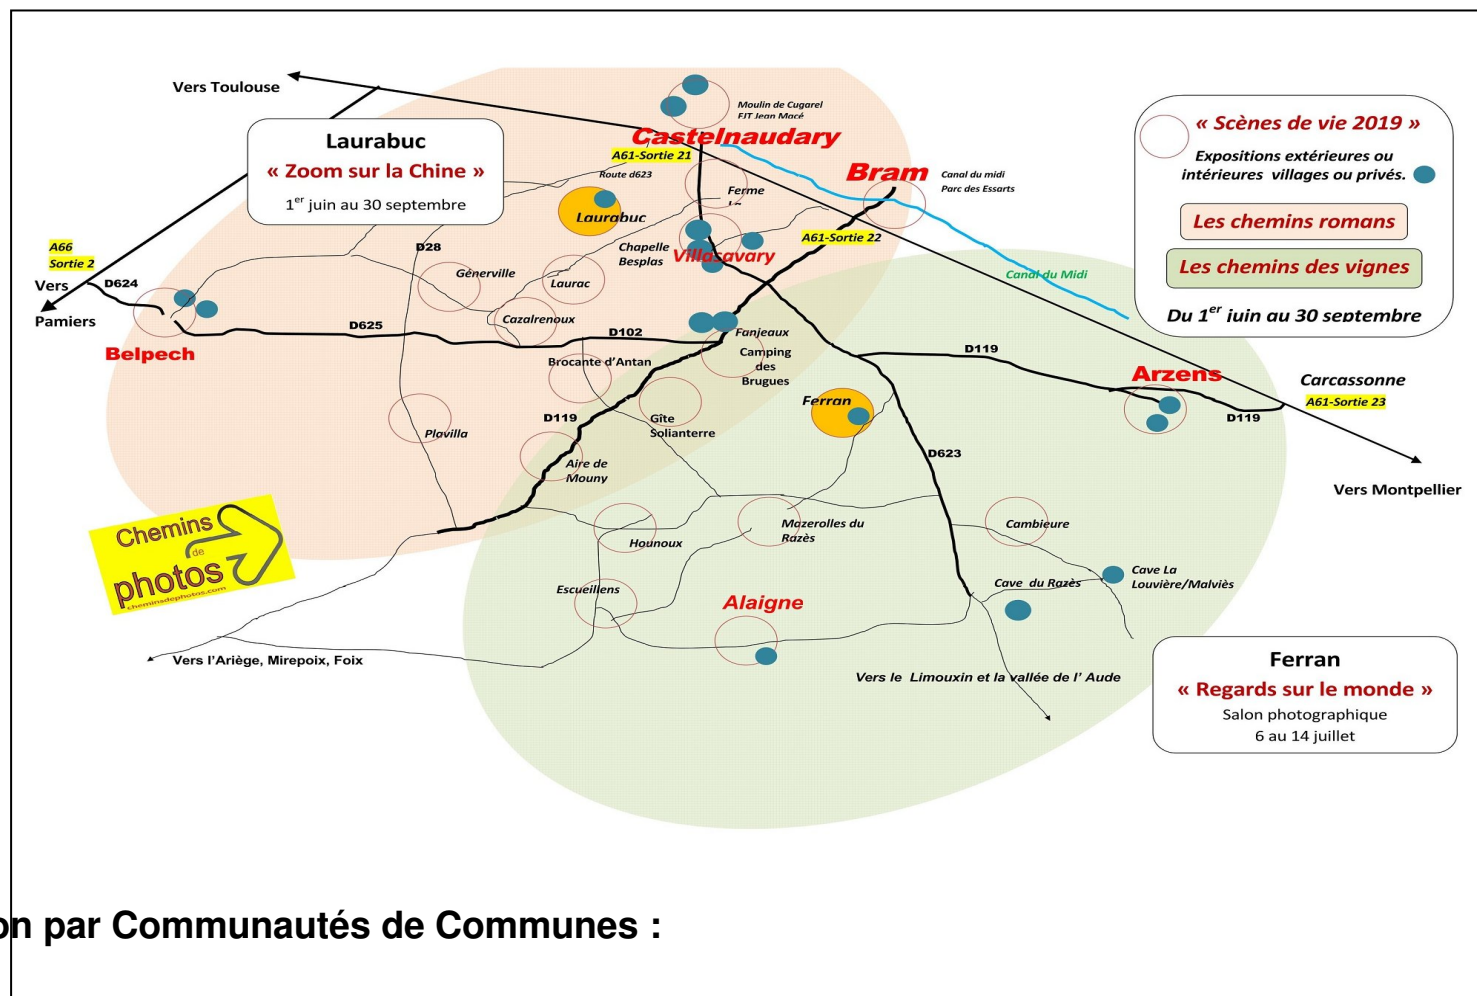 Vers Toulouse
Laurabuc
« Zoom sur la Chine »
1er juin au 30 septembre
Moulin de Cugarel
FJT Jean Macé
Castelnaudary
A61-Sortie 21
Route d623
Bram
Canal du midi
Parc des Essarts
« Scènes de vie 2019 »
Expositions extérieures ou
intérieures villages ou privés.
Les chemins romans
Les chemins des vignes
Du 1er juin au 30 septembre
Ferme
Laurabuc
A61-Sortie 22
Chapelle
Besplas
Villasavary
A66
Sortie 2
Vers
Pamiers
D624
D28
Génerville
Laurac
Canal du Midi
Cazalrenoux
D625
D102
Fanjeaux
Belpech
Brocante d'Antan
Camping
des
Brugues
D119
Arzens
Carcassonne
A61-Sortie 23
D119
Ferran
D119
Gîte
Solianterre
Plavilla
Aire de
Mouny
D623
Vers Montpellier
Chemins
de
photos
cheminsdephotos.com
Hounoux
Mazerolles du
Razès
Cambieure
Escueillens
Cave du Razès
Cave La
Louvière/Malviès
Alaigne
Vers l'Ariège, Mirepoix, Foix
Vers le Limouxin et la vallée de l' Aude
Ferran
« Regards sur le monde »
Salon photographique
6 au 14 juillet
on par Communautés de Communes :